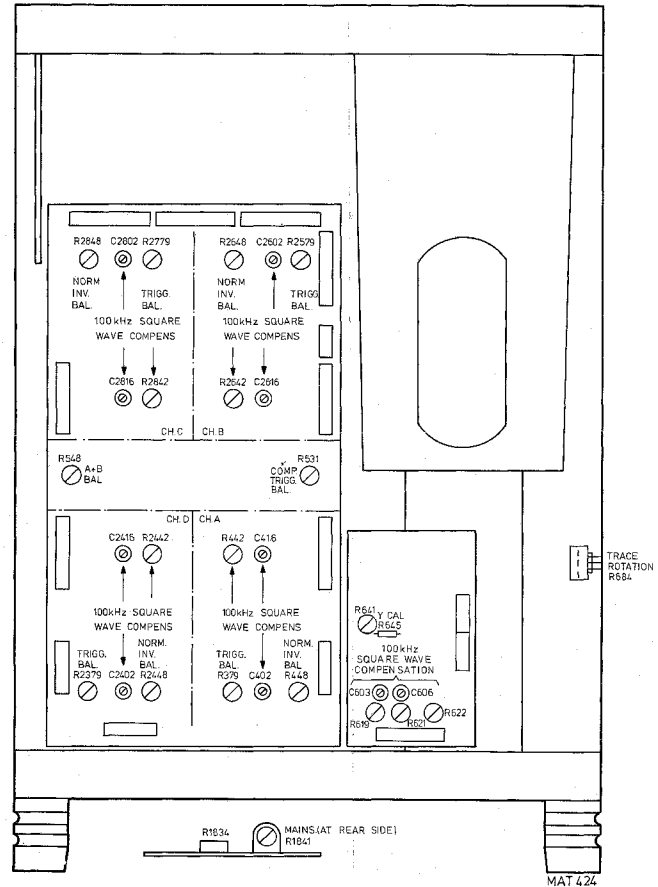 R2848 C2802 R2779
NORM
INV.
BAL.
TRIGG.
BAL.
100kHz SQUARE
WAVE COMPENS
C2816 R2842
CH.C
R2648 C2602 R2579
NORM
INV.
BAL.
TRIGG.
BAL.
100kHz SQUARE
WAVE COMPENS
R2642 C2616
CH.B
R548
A+B
BAL
R531
COMP
TRIGG.
BAL.
CH.D
C2416 R2442
100kHz SQUARE
WAVE COMPENS
TRIGG.
BAL.
NORM.
INV.
BAL.
R2379 C2402 R2448
CH.A
R442 C416
100kHz SQUARE
WAVE COMPENS
TRIGG.
BAL.
NORM.
INV.
BAL.
R379 C402 R448
R641
Y CAL
R645
100kHz
SQUARE WAVE
COMPENSATION
C603 C606
R619 R621 R622
TRACE
ROTATION
R684
R1834
MAINS.(AT REAR SIDE)
R1841
MAT 424